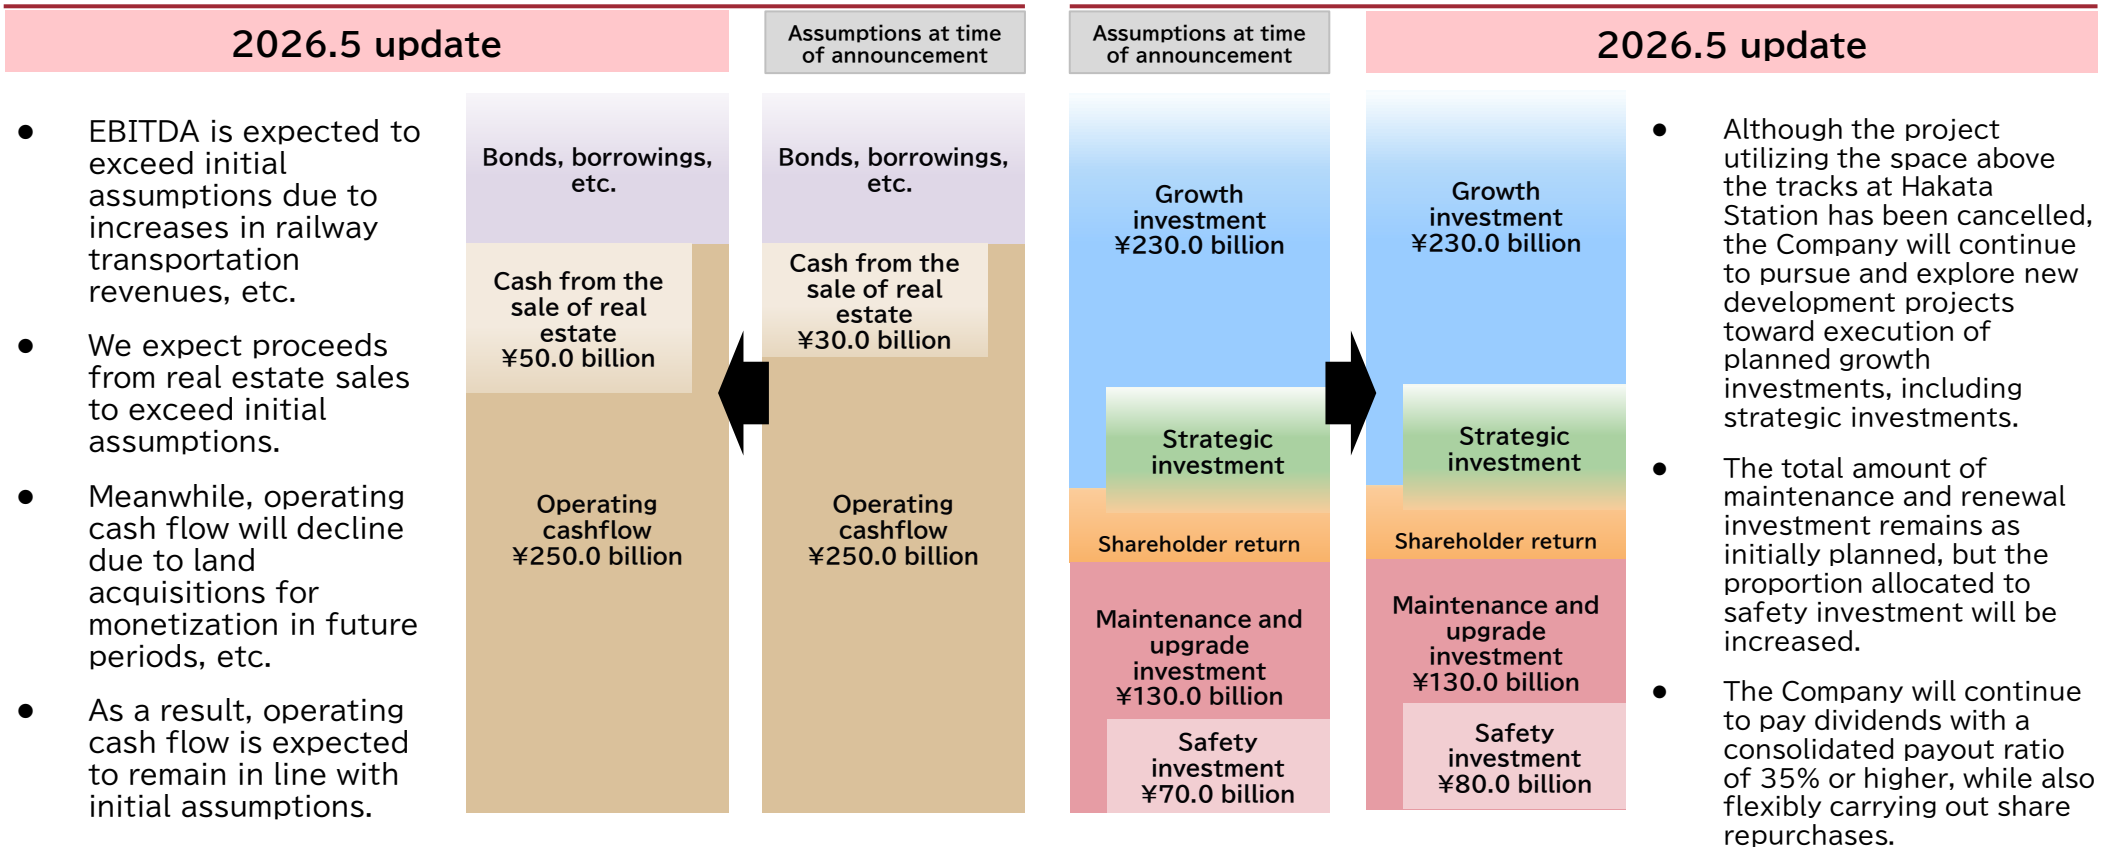 2026.5 update
Assumptions at time
of announcement
Assumptions at time
of announcement
2026.5 update
● EBITDA is expected to
exceed initial
assumptions due to
increases in railway
transportation
revenues, etc.
● We expect proceeds
from real estate sales
to exceed initial
assumptions.
● Meanwhile, operating
cash flow will decline
due to land
acquisitions for
monetization in future
periods, etc.
● As a result, operating
cash flow is expected
to remain in line with
initial assumptions.
Bonds, borrowings,
etc.
Cash from the
sale of real
estate
¥50.0 billion
Operating
cashflow
¥250.0 billion
Bonds, borrowings,
etc.
Cash from the
sale of real
estate
¥30.0 billion
Operating
cashflow
¥250.0 billion
Growth
investment
¥230.0 billion
Strategic
investment
Shareholder return
Maintenance and
upgrade
investment
¥130.0 billion
Safety
investment
¥70.0 billion
Growth
investment
¥230.0 billion
Strategic
investment
Shareholder return
Maintenance and
upgrade
investment
¥130.0 billion
Safety
investment
¥80.0 billion
● Although the project
utilizing the space above
the tracks at Hakata
Station has been cancelled,
the Company will continue
to pursue and explore new
development projects
toward execution of
planned growth
investments, including
strategic investments.
● The total amount of
maintenance and renewal
investment remains as
initially planned, but the
proportion allocated to
safety investment will be
increased.
● The Company will continue
to pay dividends with a
consolidated payout ratio
of 35% or higher, while also
flexibly carrying out share
repurchases.